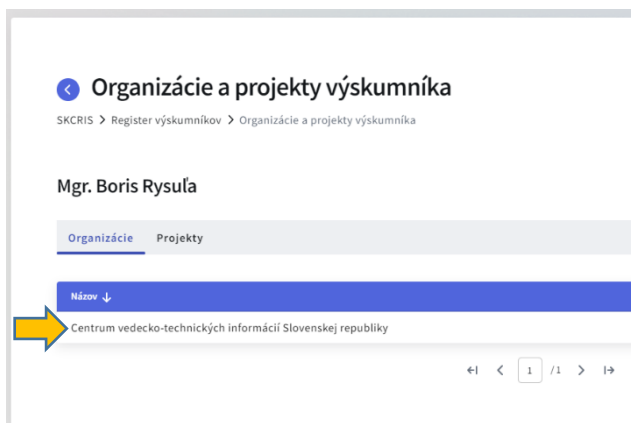 Organizácie a projekty výskumníka
SKCRIS > Register výskumníkov > Organizácie a projekty výskumníka
Mgr. Boris Rysuľa
Organizácie Projekty
Názov ↓
Centrum vedecko-technických informácií Slovenskej republiky
1 / 1